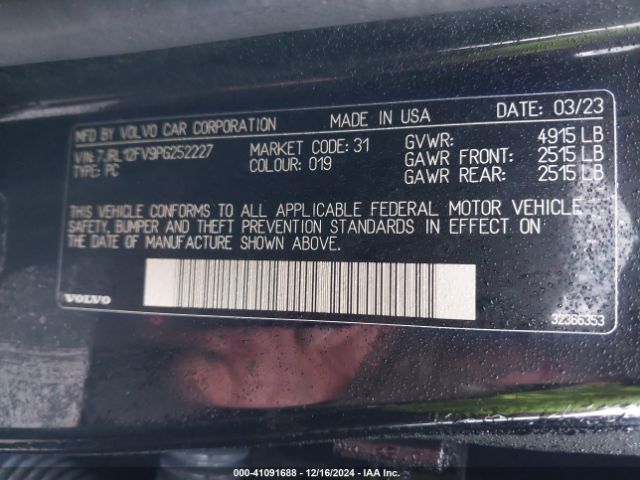 MFD BY VOLVO CAR CORPORATION MADE IN USA DATE: 03/23
VIN: 7JRL12FV9PG252227 MARKET CODE: 31 GVWR: 4915 LB
TYPE: PC COLOUR: 019 GAWR FRONT: 2515 LB
GAWR REAR: 2515 LB
THIS VEHICLE CONFORMS TO ALL APPLICABLE FEDERAL MOTOR VEHICLE
SAFETY, BUMPER AND THEFT PREVENTION STANDARDS IN EFFECT ON
THE DATE OF MANUFACTURE SHOWN ABOVE.
VOLVO 32366353
000-41091688 - 12/16/2024 - IAA Inc.